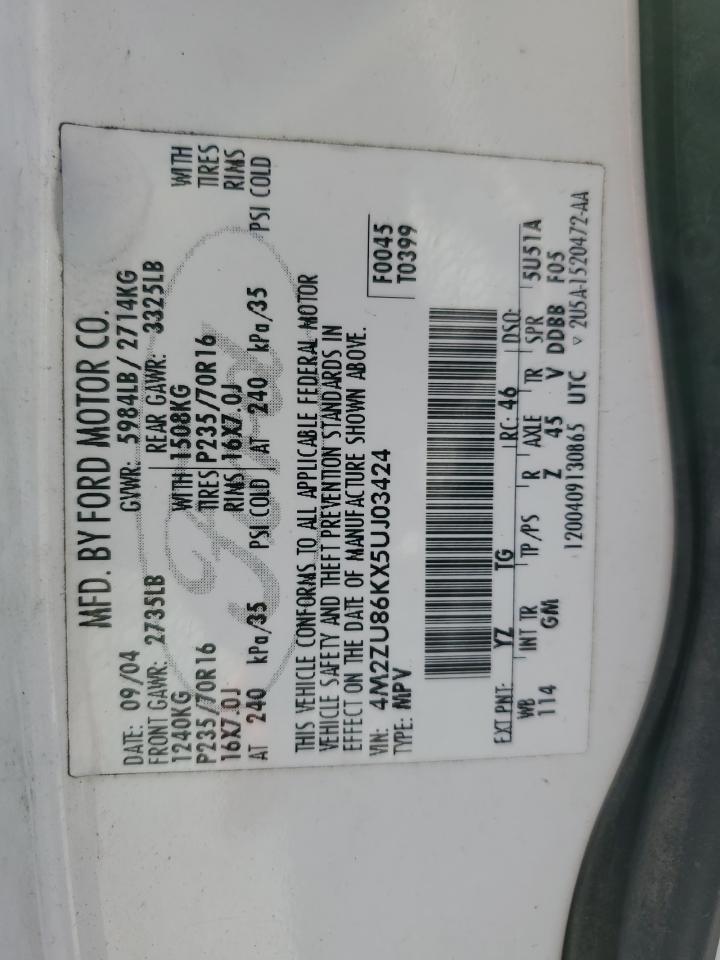 MFD. BY FORD MOTOR CO.
DATE: 09/04 GVWR: 5984LB/ 2714KG
FRONT GAWR: 2735LB REAR GAWR: 3325LB
1240KG WITH 1508KG WITH
P235/70R16 TIRES P235/70R16 TIRES
16X7.0J RIMS 16X7.0J RIMS
AT 240 kPa/35 PSI COLD AT 240 kPa/35 PSI COLD
THIS VEHICLE CONFORMS TO ALL APPLICABLE FEDERAL MOTOR
VEHICLE SAFETY AND THEFT PREVENTION STANDARDS IN
EFFECT ON THE DATE OF MANUFACTURE SHOWN ABOVE.
VIN: 4M2ZU86KX5UJ03424 F0045
TYPE: MPV T0399
EXT PNT: YZ TG RC: 46 DSO:
WB INT TR TP/PS R AXLE TR SPR 5U51A
114 GM Z 45 V DDBB F05
1200409130865 UTC V 2U5A-1520472-AA